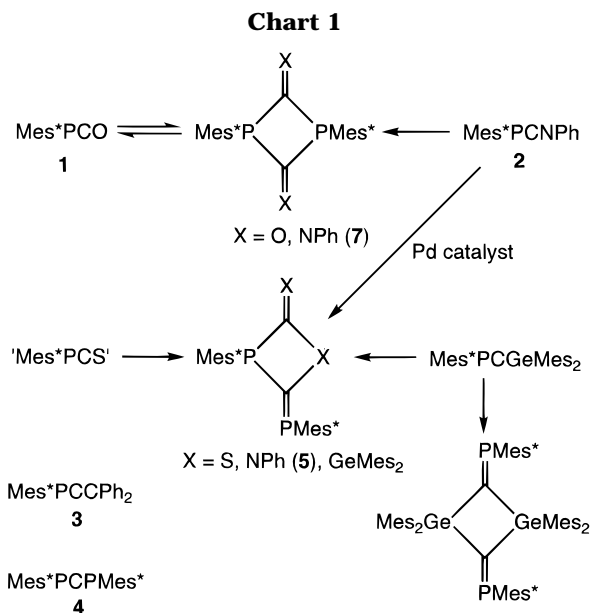 Chart 1
X
Mes*PCO
Mes*P
PMes*
Mes*PCNPh
1
2
X
X = O, NPh (7)
Pd catalyst
X
'Mes*PCS'
Mes*P
X
Mes*PCGeMes2
PMes*
X = S, NPh (5), GeMes2
PMes*
Mes*PCCPh2
3
Mes2Ge
GeMes2
Mes*PCPMes*
4
PMes*